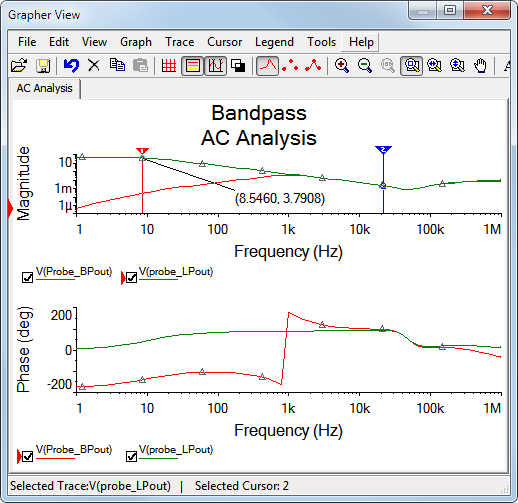 Grapher View
File Edit View Graph Trace Cursor Legend Tools Help
A
AC Analysis
Bandpass
AC Analysis
Magnitude
10
1m
1µ
1
2
(8.5460, 3.7908)
1 10 100 1k 10k 100k 1M
Frequency (Hz)
V(Probe_BPout) V(probe_LPout)
Phase (deg)
200
0
-200
1 10 100 1k 10k 100k 1M
Frequency (Hz)
V(Probe_BPout) V(probe_LPout)
Selected Trace:V(probe_LPout) | Selected Cursor: 2